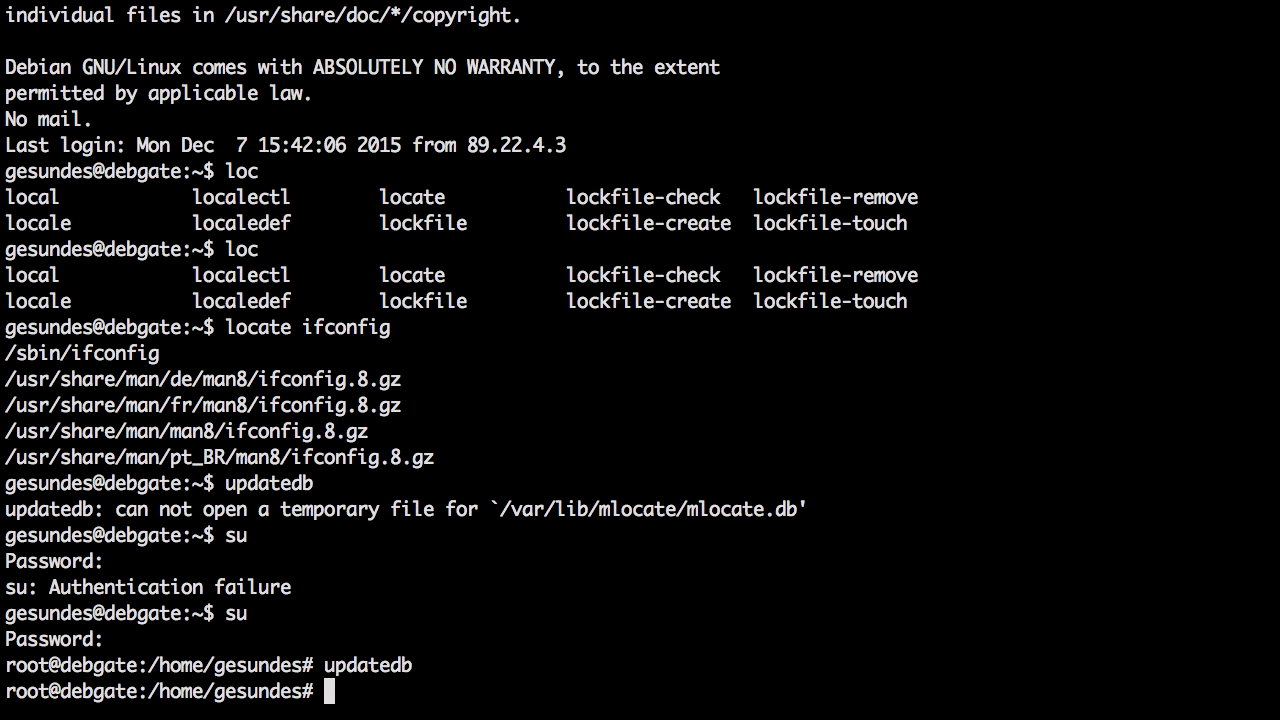 individual files in /usr/share/doc/*/copyright.

Debian GNU/Linux comes with ABSOLUTELY NO WARRANTY, to the extent
permitted by applicable law.
No mail.
Last login: Mon Dec  7 15:42:06 2015 from 89.22.4.3
gesundes@debgate:~$ loc
local            localectl        locate           lockfile-check   lockfile-remove
locale           localedef        lockfile         lockfile-create  lockfile-touch
gesundes@debgate:~$ loc
local            localectl        locate           lockfile-check   lockfile-remove
locale           localedef        lockfile         lockfile-create  lockfile-touch
gesundes@debgate:~$ locate ifconfig
/sbin/ifconfig
/usr/share/man/de/man8/ifconfig.8.gz
/usr/share/man/fr/man8/ifconfig.8.gz
/usr/share/man/man8/ifconfig.8.gz
/usr/share/man/pt_BR/man8/ifconfig.8.gz
gesundes@debgate:~$ updatedb
updatedb: can not open a temporary file for `/var/lib/mlocate/mlocate.db'
gesundes@debgate:~$ su
Password:
su: Authentication failure
gesundes@debgate:~$ su
Password:
root@debgate:/home/gesundes# updatedb
root@debgate:/home/gesundes#